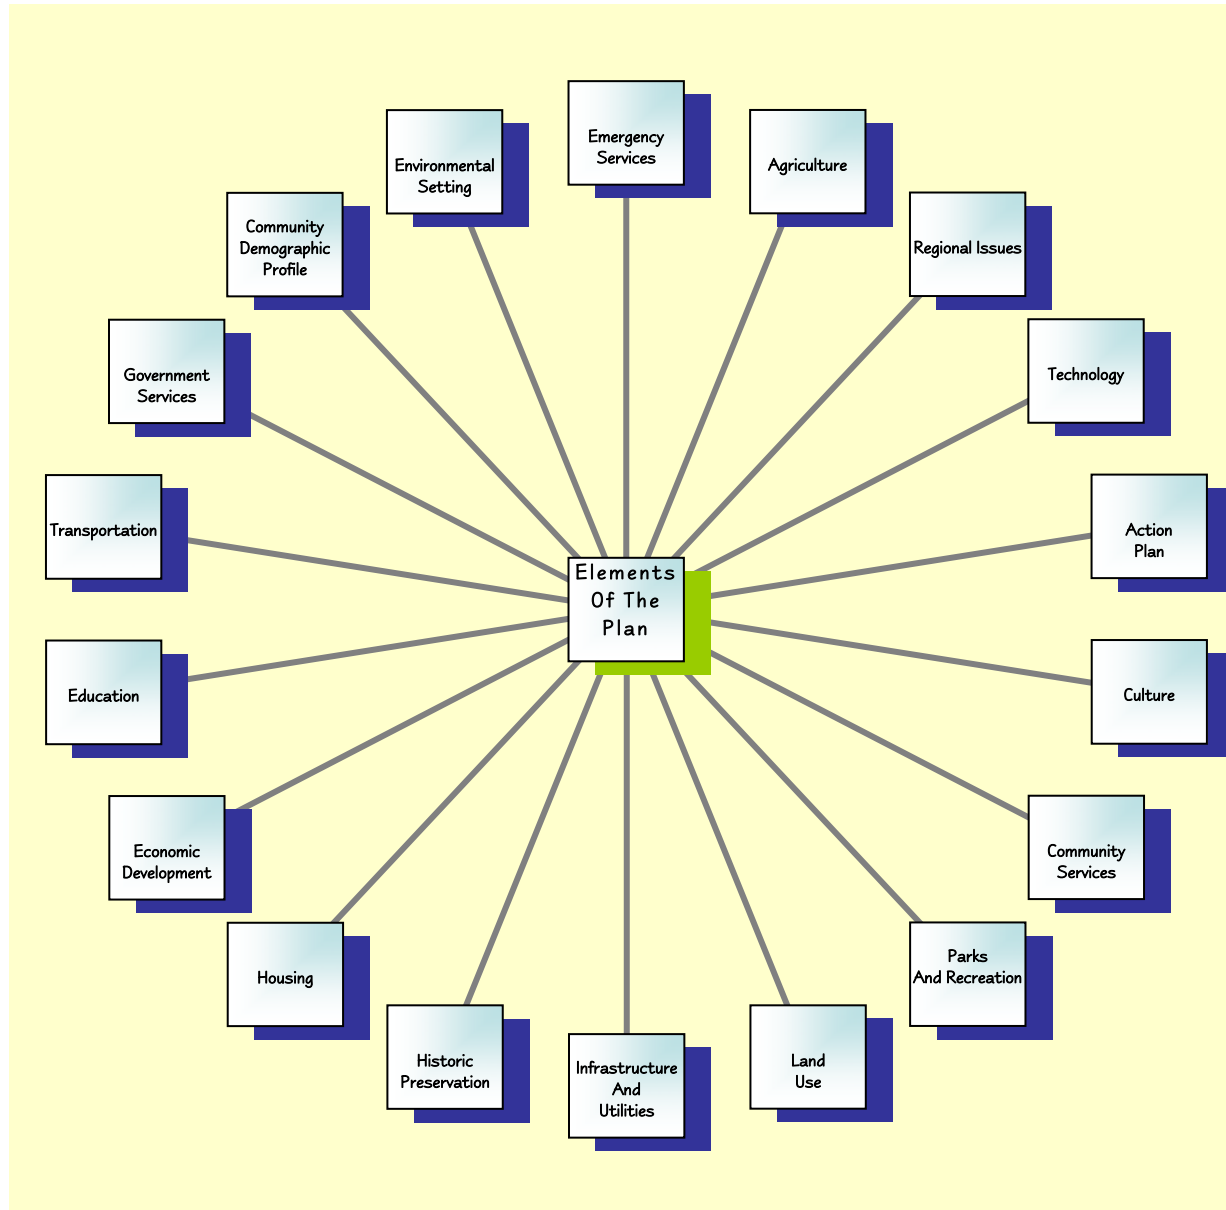 Emergency
Services
Environmental
Setting
Agriculture
Community
Demographic
Profile
Regional Issues
Government
Services
Technology
Transportation
Action
Plan
Elements
Of The
Plan
Education
Culture
Economic
Development
Community
Services
Housing
Parks
And Recreation
Historic
Preservation
Infrastructure
And
Utilities
Land
Use